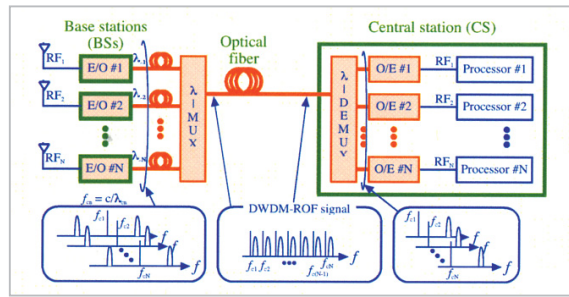 Base stations
(BSs)
Optical
fiber
Central station (CS)
RF1
E/O #1
λ1
RF2
E/O #2
λ2
RFN
E/O #N
λN
λ-MUX
λ-DEMUX
O/E #1
RF1
Processor #1
O/E #2
RF2
Processor #2
O/E #N
RFN
Processor #N
fcn = c/λcn
fc1
fc2
fcN
f
f
f
DWDM-ROF signal
fc1 fc2
fc(N-1)
fcN
f
fc1
fc2
fcN
f
f
f